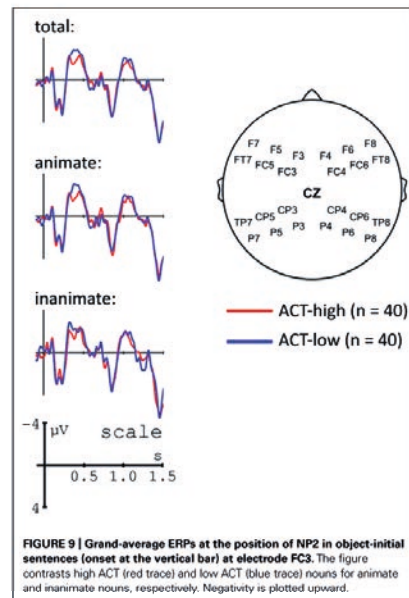 total:
animate:
inanimate:
-4
μV
scale
s
0.5 1.0 1.5
4
F7 F5 F3 F4 F6 F8
FT7 FC5 FC3 FC4 FC6 FT8
CZ
TP7 CP5 CP3 CP4 CP6 TP8
P7 P5 P3 P4 P6 P8
ACT-high (n = 40)
ACT-low (n = 40)
FIGURE 9 | Grand-average ERPs at the position of NP2 in object-initial
sentences (onset at the vertical bar) at electrode FC3. The figure
contrasts high ACT (red trace) and low ACT (blue trace) nouns for animate
and inanimate nouns, respectively. Negativity is plotted upward.